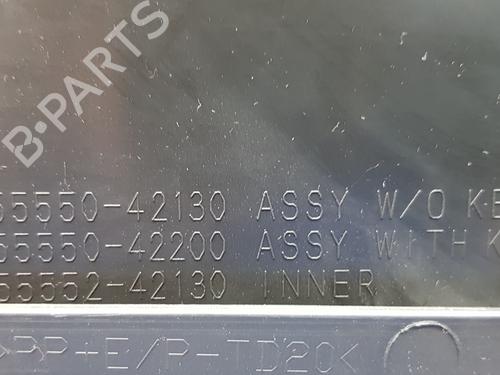 B-PARTS
55550-42130 ASSY W/O KE
55550-42200 ASSY WITH K
55552-42130 INNER
>PP-E/P-TD20<